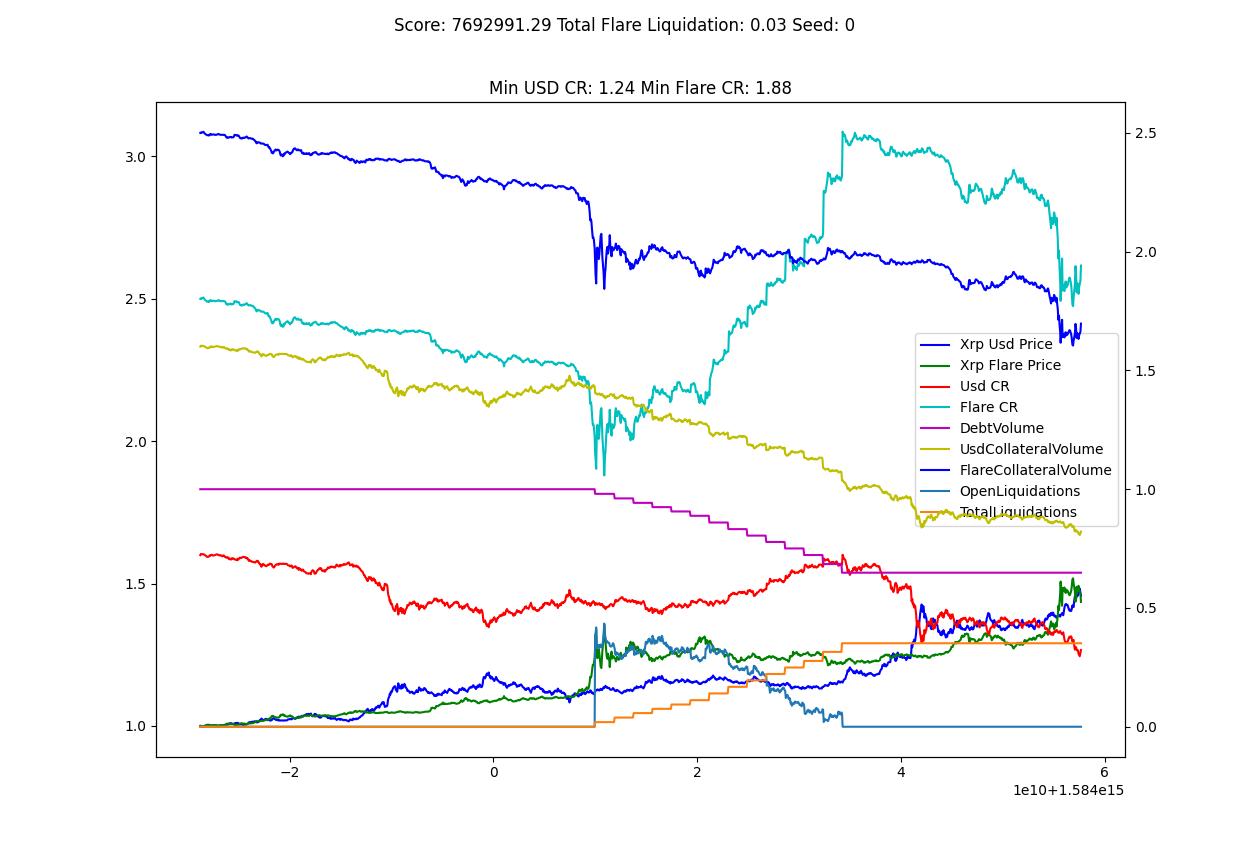 Score: 7692991.29 Total Flare Liquidation: 0.03 Seed: 0
Min USD CR: 1.24 Min Flare CR: 1.88
3.0
2.5
2.0
1.5
1.0
2.5
2.0
1.5
1.0
0.5
0.0
Xrp Usd Price
Xrp Flare Price
Usd CR
Flare CR
DebtVolume
UsdCollateralVolume
FlareCollateralVolume
OpenLiquidations
TotalLiquidations
−2 0 2 4 6
1e10+1.584e15